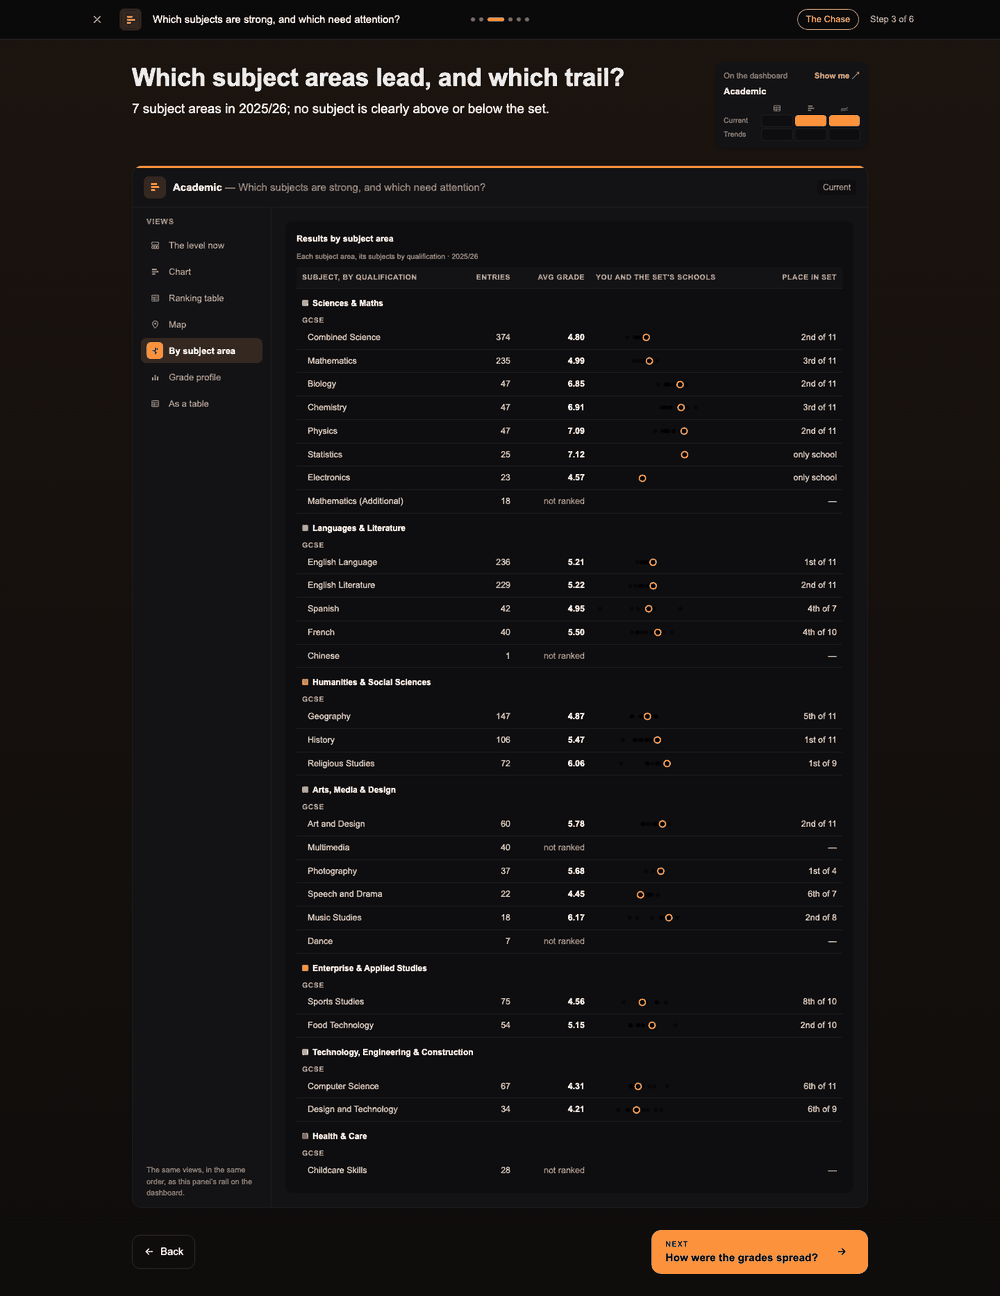 Which subjects are strong, and which need attention?
The Chase
Step 3 of 6
Which subject areas lead, and which trail?
7 subject areas in 2025/26; no subject is clearly above or below the set.
On the dashboard
Show me
Academic
Current
Trends
Academic — Which subjects are strong, and which need attention?
Current
VIEWS
The level now
Chart
Ranking table
Map
By subject area
Grade profile
As a table
The same views, in the same
order, as this panel's rail on the
dashboard.
Results by subject area
Each subject area, its subjects by qualification · 2025/26
SUBJECT, BY QUALIFICATION ENTRIES AVG GRADE YOU AND THE SET'S SCHOOLS PLACE IN SET
Sciences & Maths
GCSE
Combined Science 374 4.80 2nd of 11
Mathematics 235 4.99 3rd of 11
Biology 47 6.85 2nd of 11
Chemistry 47 6.91 3rd of 11
Physics 47 7.09 2nd of 11
Statistics 25 7.12 only school
Electronics 23 4.57 only school
Mathematics (Additional) 18 not ranked —
Languages & Literature
GCSE
English Language 236 5.21 1st of 11
English Literature 229 5.22 2nd of 11
Spanish 42 4.95 4th of 7
French 40 5.50 4th of 10
Chinese 1 not ranked —
Humanities & Social Sciences
GCSE
Geography 147 4.87 5th of 11
History 106 5.47 1st of 11
Religious Studies 72 6.06 1st of 9
Arts, Media & Design
GCSE
Art and Design 60 5.78 2nd of 11
Multimedia 40 not ranked —
Photography 37 5.68 1st of 4
Speech and Drama 22 4.45 6th of 7
Music Studies 18 6.17 2nd of 8
Dance 7 not ranked —
Enterprise & Applied Studies
GCSE
Sports Studies 75 4.56 8th of 10
Food Technology 54 5.15 2nd of 10
Technology, Engineering & Construction
GCSE
Computer Science 67 4.31 6th of 11
Design and Technology 34 4.21 6th of 9
Health & Care
GCSE
Childcare Skills 28 not ranked —
← Back
NEXT
How were the grades spread? →